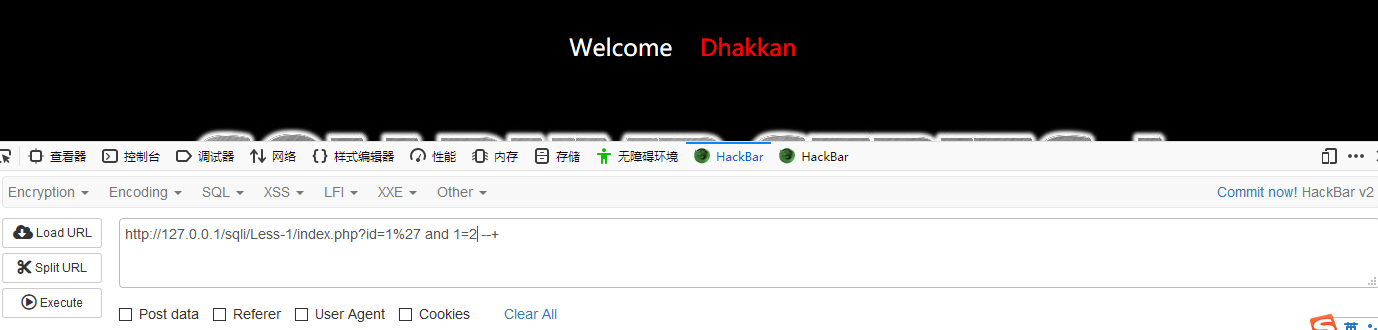 Welcome Dhakkan
查看器 控制台 调试器 网络 样式编辑器 性能 内存 存储 无障碍环境 HackBar HackBar
Encryption Encoding SQL XSS LFI XXE Other Commit now! HackBar v2
Load URL http://127.0.0.1/sqli/Less-1/index.php?id=1%27 and 1=2 --+
Split URL
Execute
Post data Referer User Agent Cookies Clear All
英